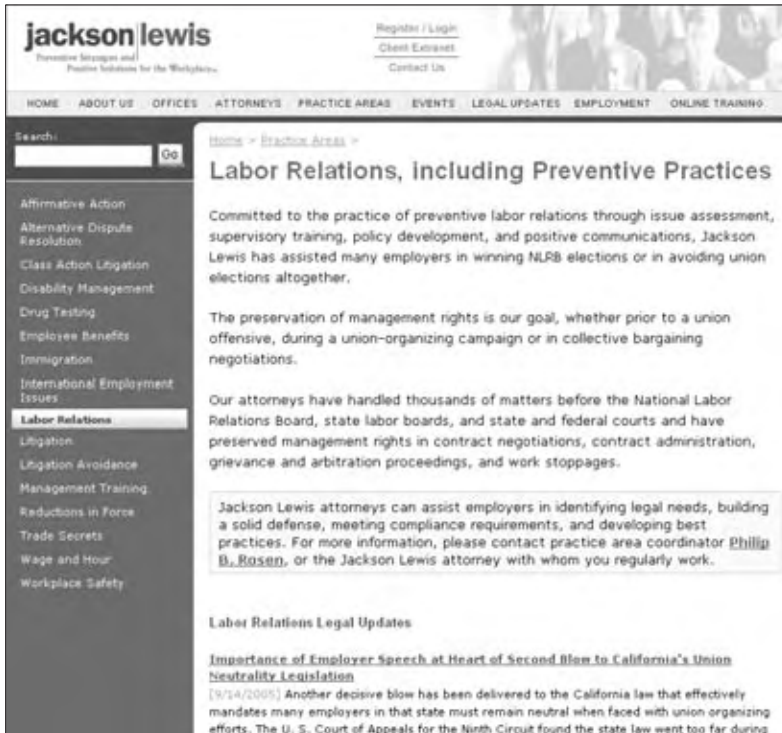 jackson lewis
Preventive Strategies and
Positive Solutions for the Workplace
Register / Login
Client Extranet
Contact Us
HOME ABOUT US OFFICES ATTORNEYS PRACTICE AREAS EVENTS LEGAL UPDATES EMPLOYMENT ONLINE TRAINING
Search:
Go
Affirmative Action
Alternative Dispute
Resolution
Class Action Litigation
Disability Management
Drug Testing
Employee Benefits
Immigration
International Employment
Issues
Labor Relations
Litigation
Litigation Avoidance
Management Training
Reductions in Force
Trade Secrets
Wage and Hour
Workplace Safety
Home > Practice Areas >
Labor Relations, including Preventive Practices
Committed to the practice of preventive labor relations through issue assessment,
supervisory training, policy development, and positive communications, Jackson
Lewis has assisted many employers in winning NLRB elections or in avoiding union
elections altogether.
The preservation of management rights is our goal, whether prior to a union
offensive, during a union-organizing campaign or in collective bargaining
negotiations.
Our attorneys have handled thousands of matters before the National Labor
Relations Board, state labor boards, and state and federal courts and have
preserved management rights in contract negotiations, contract administration,
grievance and arbitration proceedings, and work stoppages.
Jackson Lewis attorneys can assist employers in identifying legal needs, building
a solid defense, meeting compliance requirements, and developing best
practices. For more information, please contact practice area coordinator Philip
B. Rosen, or the Jackson Lewis attorney with whom you regularly work.
Labor Relations Legal Updates
Importance of Employer Speech at Heart of Second Blow to California's Union
Neutrality Legislation
[9/14/2005] Another decisive blow has been delivered to the California law that effectively
mandates many employers in that state must remain neutral when faced with union organizing
efforts. The U. S. Court of Appeals for the Ninth Circuit found the state law went too far during